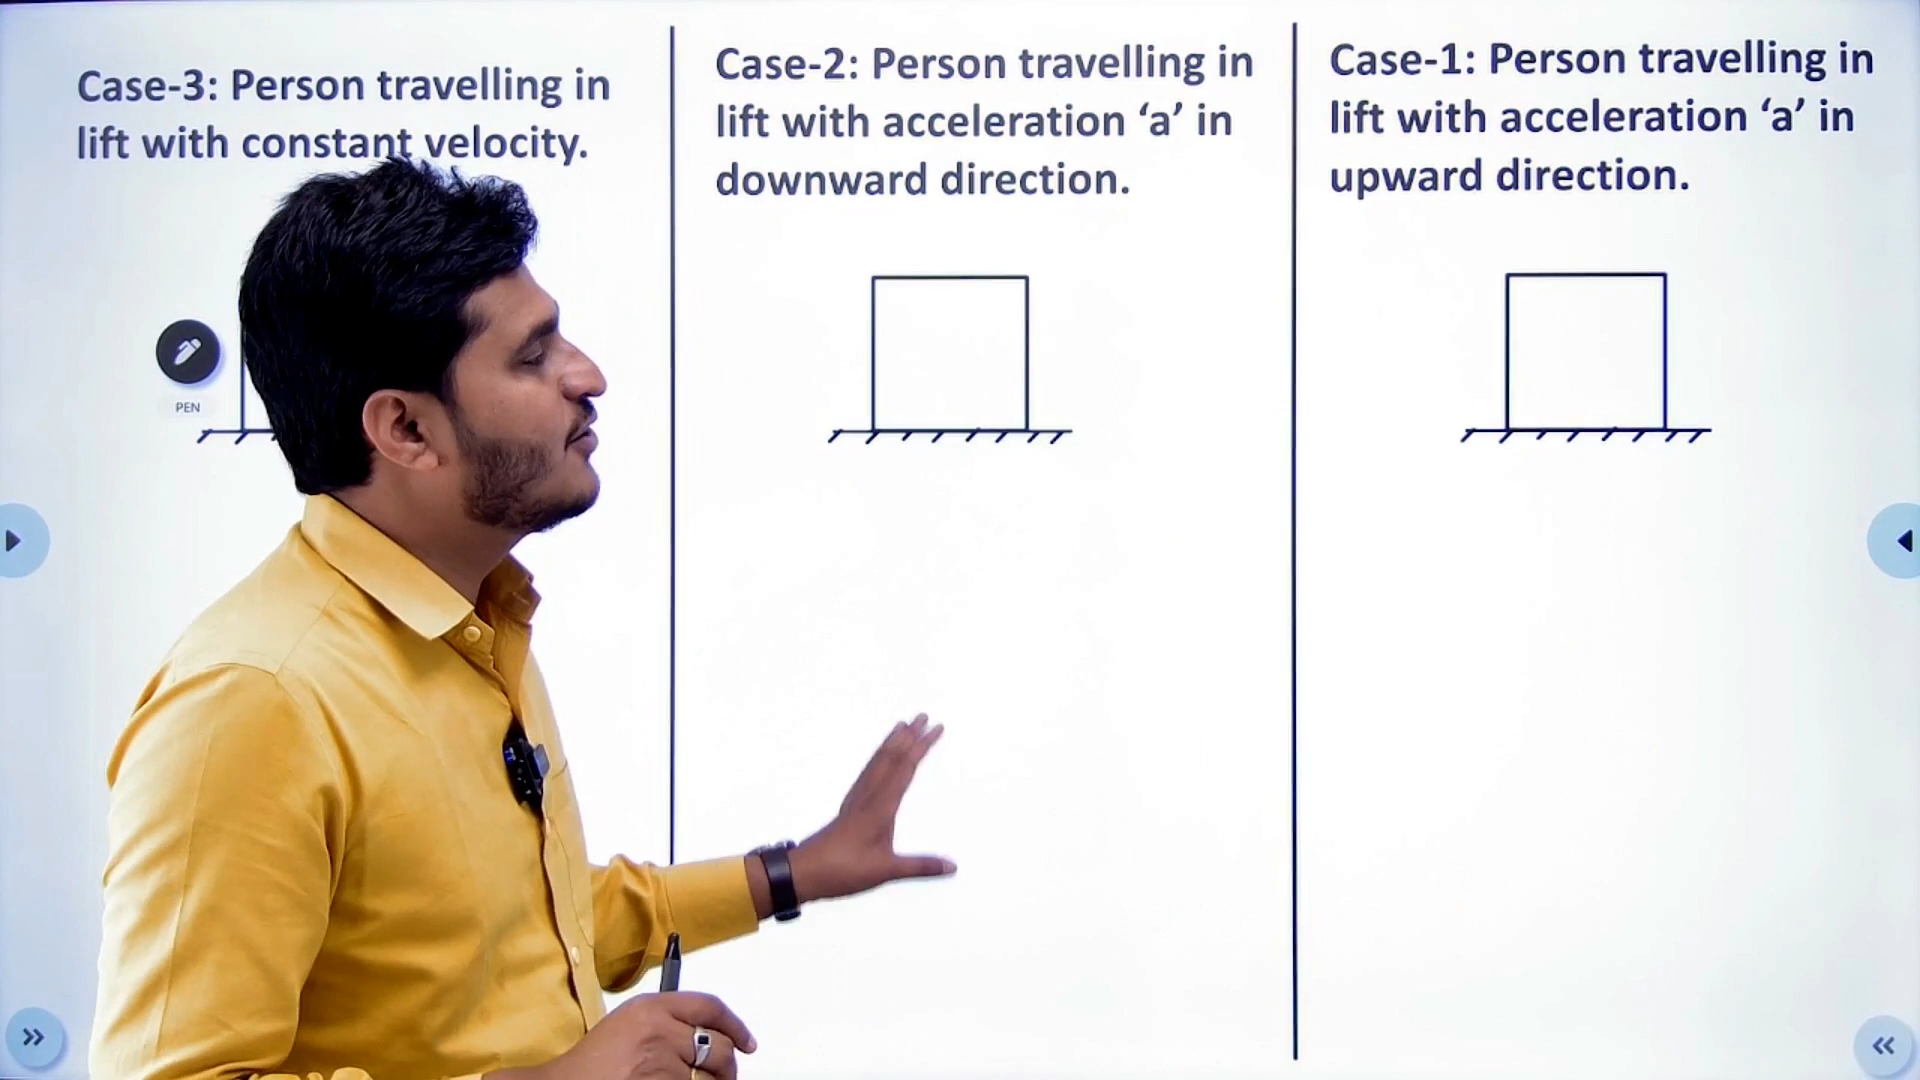 Case-3: Person travelling in
lift with constant velocity.
Case-2: Person travelling in
lift with acceleration ‘a’ in
downward direction.
Case-1: Person travelling in
lift with acceleration ‘a’ in
upward direction.
PEN